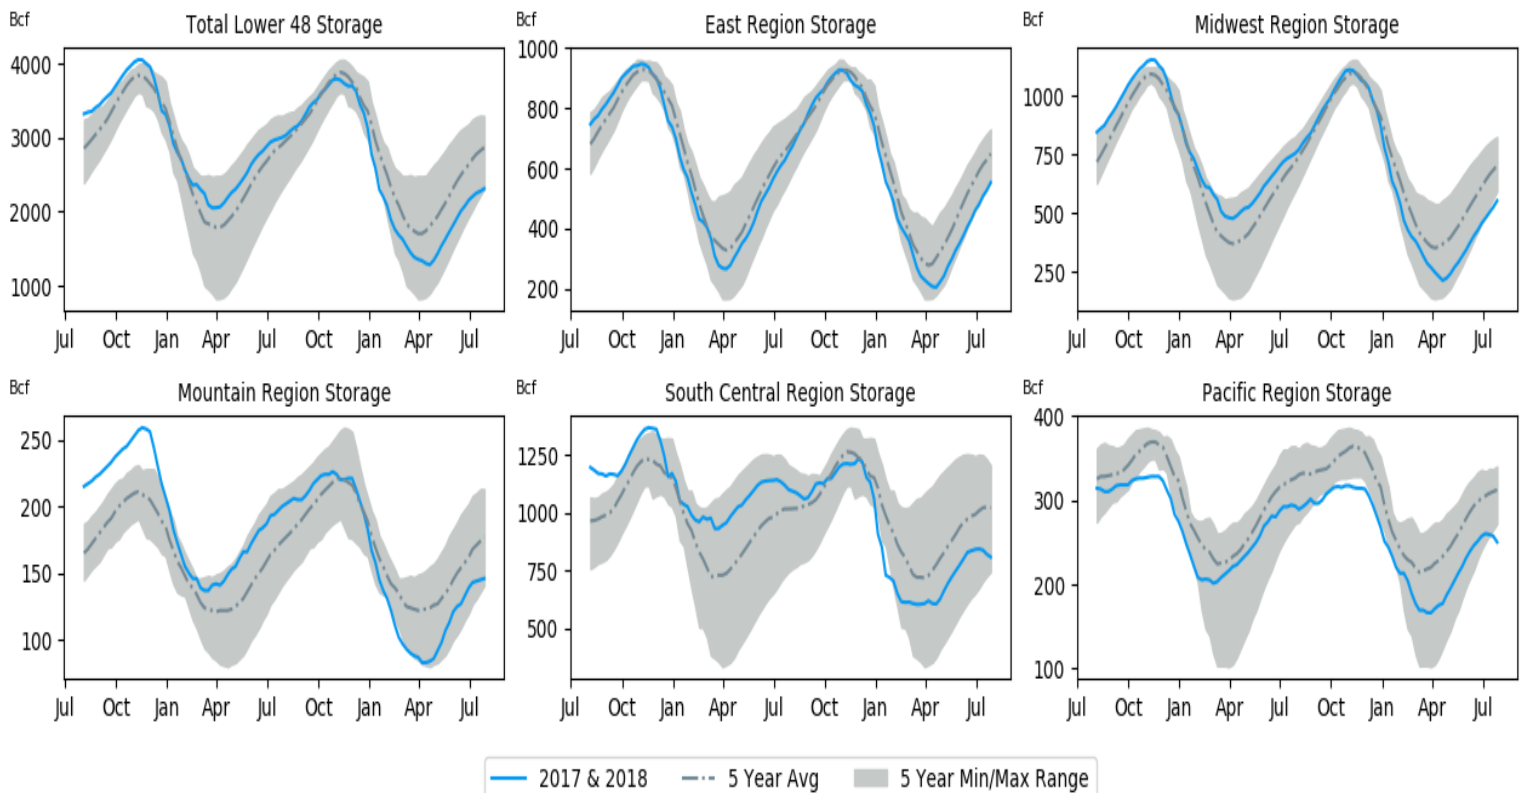 Bcf
Total Lower 48 Storage
4000
3000
2000
1000
Jul Oct Jan Apr Jul Oct Jan Apr Jul
Bcf
East Region Storage
1000
800
600
400
200
Jul Oct Jan Apr Jul Oct Jan Apr Jul
Bcf
Midwest Region Storage
1000
750
500
250
Jul Oct Jan Apr Jul Oct Jan Apr Jul
Bcf
Mountain Region Storage
250
200
150
100
Jul Oct Jan Apr Jul Oct Jan Apr Jul
Bcf
South Central Region Storage
1250
1000
750
500
Jul Oct Jan Apr Jul Oct Jan Apr Jul
Bcf
Pacific Region Storage
400
300
200
100
Jul Oct Jan Apr Jul Oct Jan Apr Jul
2017 & 2018 5 Year Avg 5 Year Min/Max Range